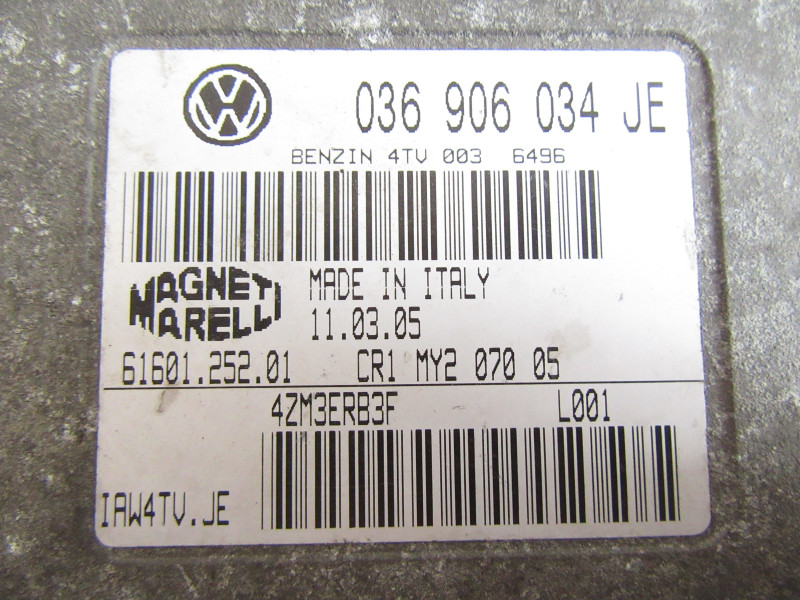 VW
036 906 034 JE
BENZIN 4TV 003 6496
MAGNETI
MARELLI
MADE IN ITALY
11.03.05
61601.252.01 CR1 MY2 070 05
4ZM3ERB3F L001
IAW4TV.JE